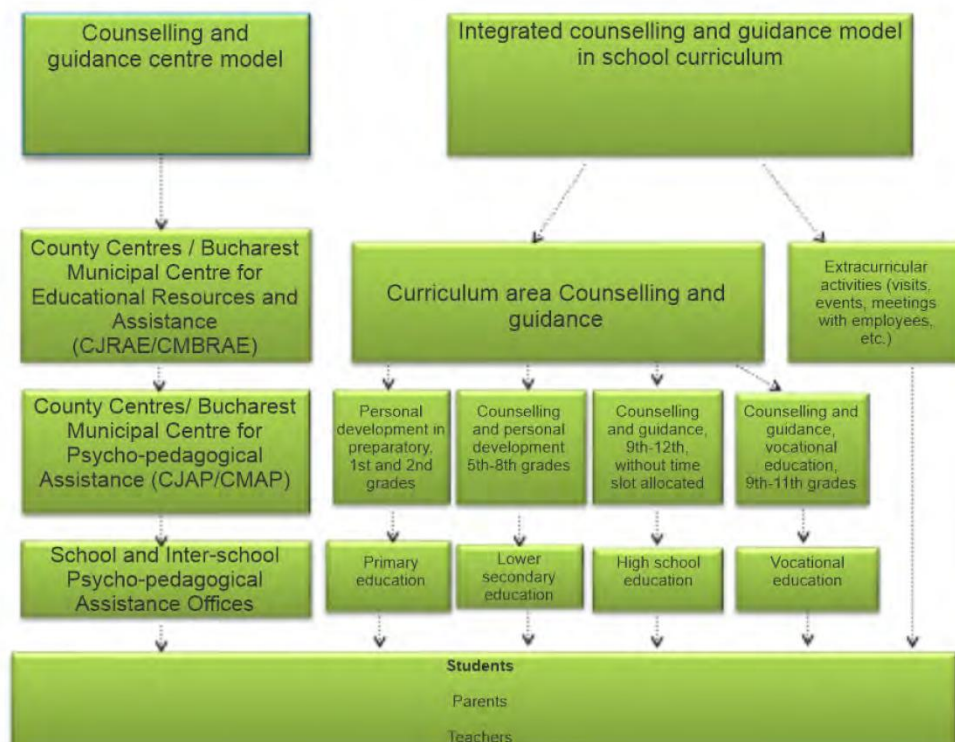 Counselling and
guidance centre model
Integrated counselling and guidance model
in school curriculum
County Centres / Bucharest
Municipal Centre for
Educational Resources and
Assistance
(CJRAE/CMBRAE)
Curriculum area Counselling and
guidance
Extracurricular
activities (visits,
events, meetings
with employees,
etc.)
County Centres/ Bucharest
Municipal Centre for
Psycho-pedagogical
Assistance (CJAP/CMAP)
Personal
development in
preparatory,
1st and 2nd
grades
Counselling
and personal
development
5th-8th grades
Counselling
and guidance,
9th-12th,
without time
slot allocated
Counselling and
guidance,
vocational
education,
9th-11th grades
School and Inter-school
Psycho-pedagogical
Assistance Offices
Primary
education
Lower
secondary
education
High school
education
Vocational
education
Students
Parents
Teachers